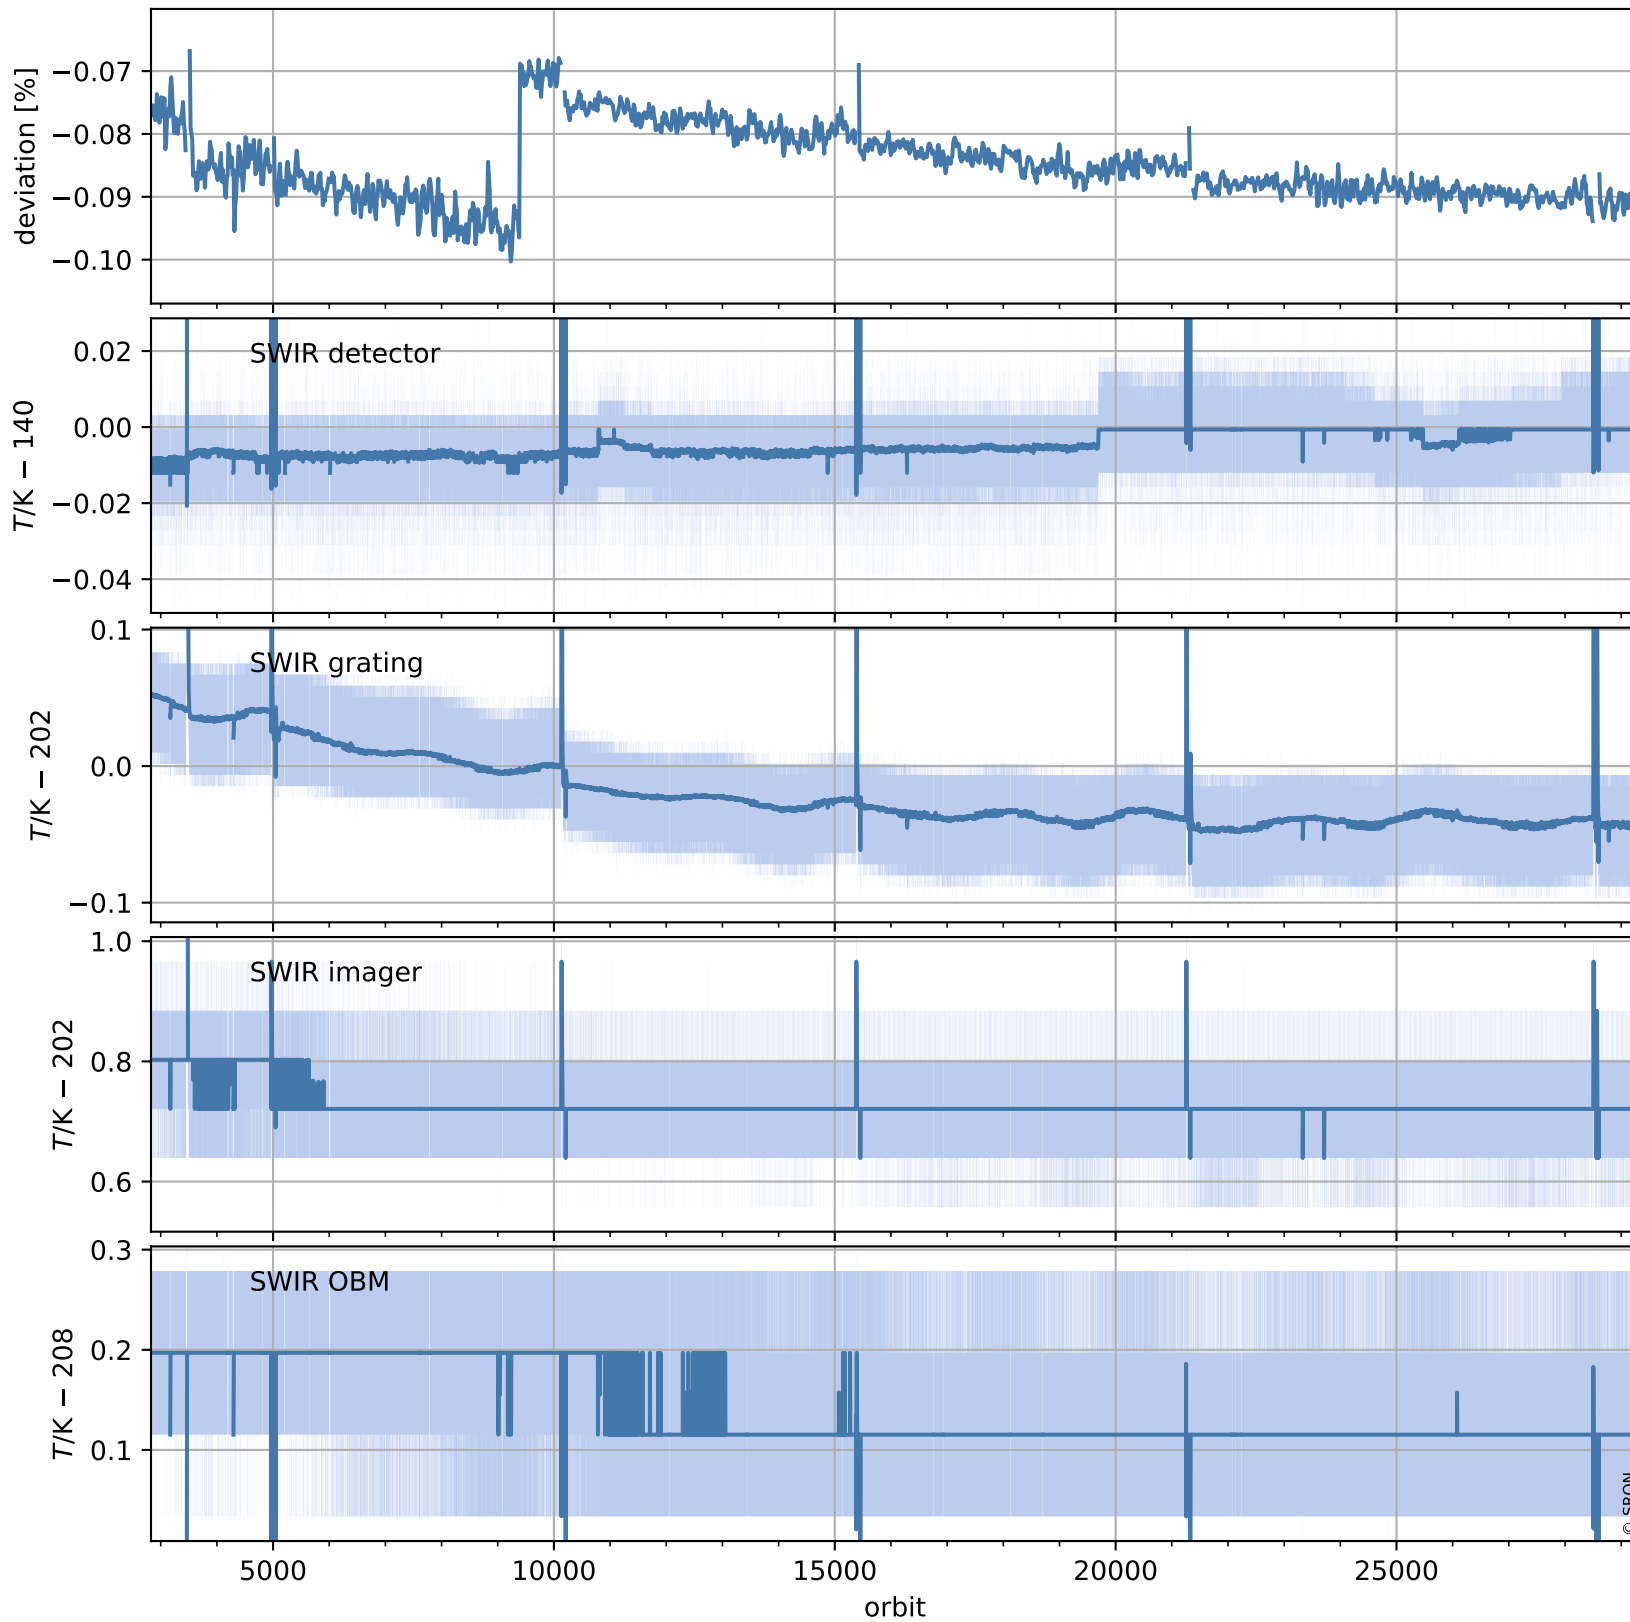 deviation [%]
−0.07
−0.08
−0.09
−0.10
SWIR detector
T/K − 140
0.02
0.00
−0.02
−0.04
SWIR grating
T/K − 202
0.1
0.0
−0.1
SWIR imager
T/K − 202
1.0
0.8
0.6
SWIR OBM
T/K − 208
0.3
0.2
0.1
© SRON
5000 10000 15000 20000 25000
orbit